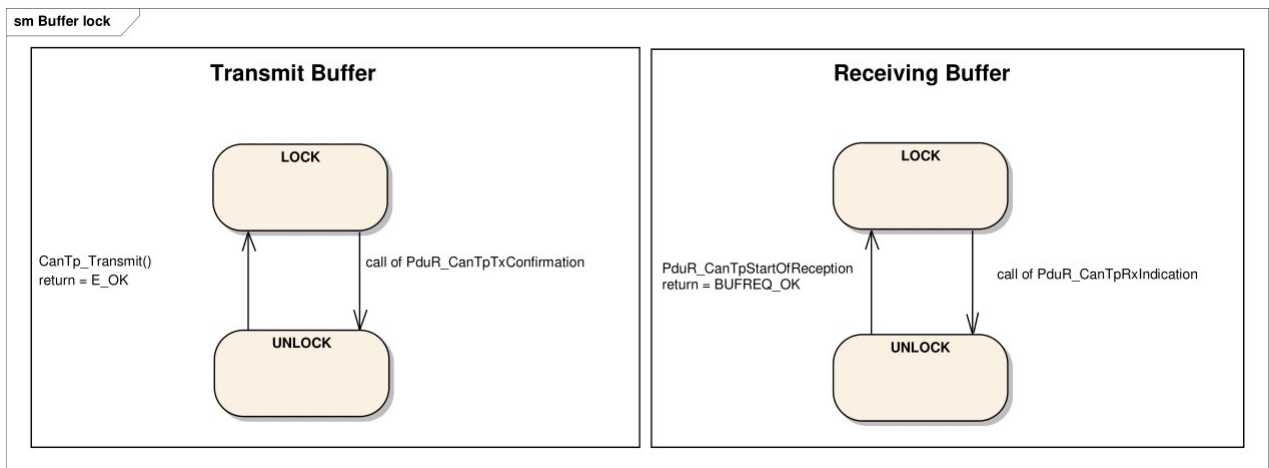 sm Buffer lock
Transmit Buffer
LOCK
CanTp_Transmit()
return = E_OK
call of PduR_CanTpTxConfirmation
UNLOCK
Receiving Buffer
LOCK
PduR_CanTpStartOfReception
return = BUFREQ_OK
call of PduR_CanTpRxIndication
UNLOCK